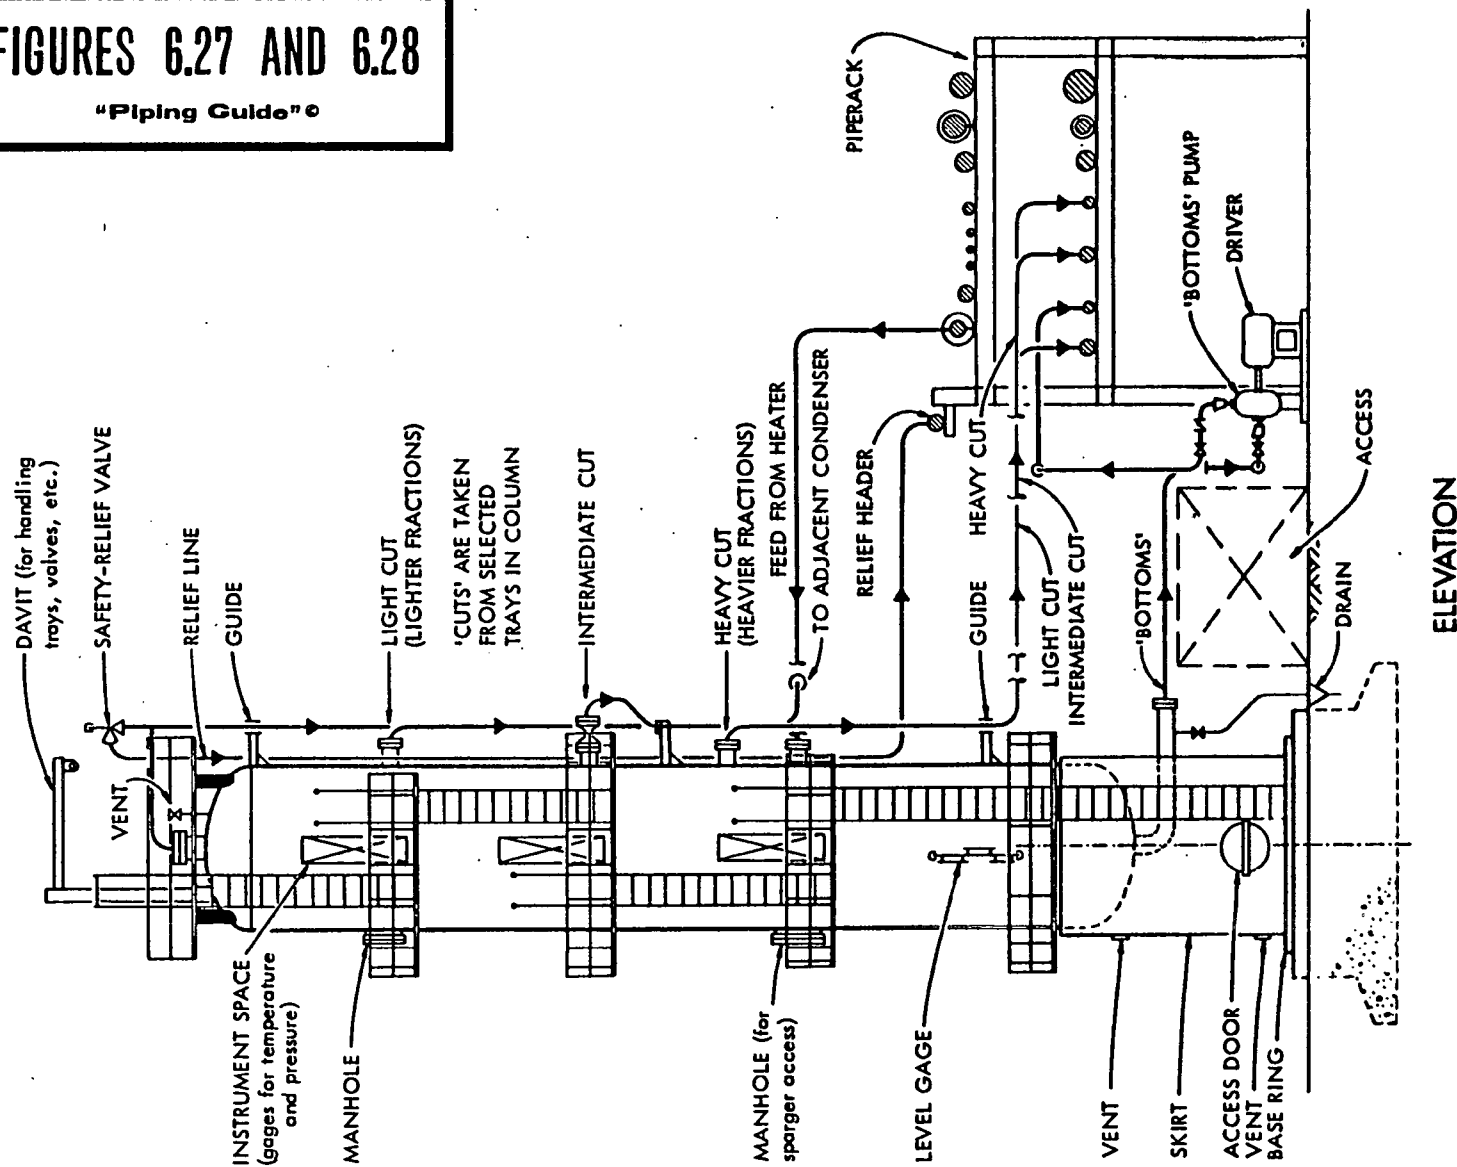 FIGURES 6.27 AND 6.28
"Piping Guide"©
DAVIT (for handling
trays, valves, etc.)
SAFETY-RELIEF VALVE
RELIEF LINE
GUIDE
LIGHT CUT
(LIGHTER FRACTIONS)
'CUTS' ARE TAKEN
FROM SELECTED
TRAYS IN COLUMN
INTERMEDIATE CUT
HEAVY CUT
(HEAVIER FRACTIONS)
FEED FROM HEATER
TO ADJACENT CONDENSER
RELIEF HEADER
PIPERACK
HEAVY CUT
GUIDE
LIGHT CUT
INTERMEDIATE CUT
'BOTTOMS'
'BOTTOMS' PUMP
DRIVER
ACCESS
DRAIN
VENT
INSTRUMENT SPACE
(gages for temperature
and pressure)
MANHOLE
MANHOLE (for
sparger access)
LEVEL GAGE
VENT
SKIRT
ACCESS DOOR
VENT
BASE RING
ELEVATION